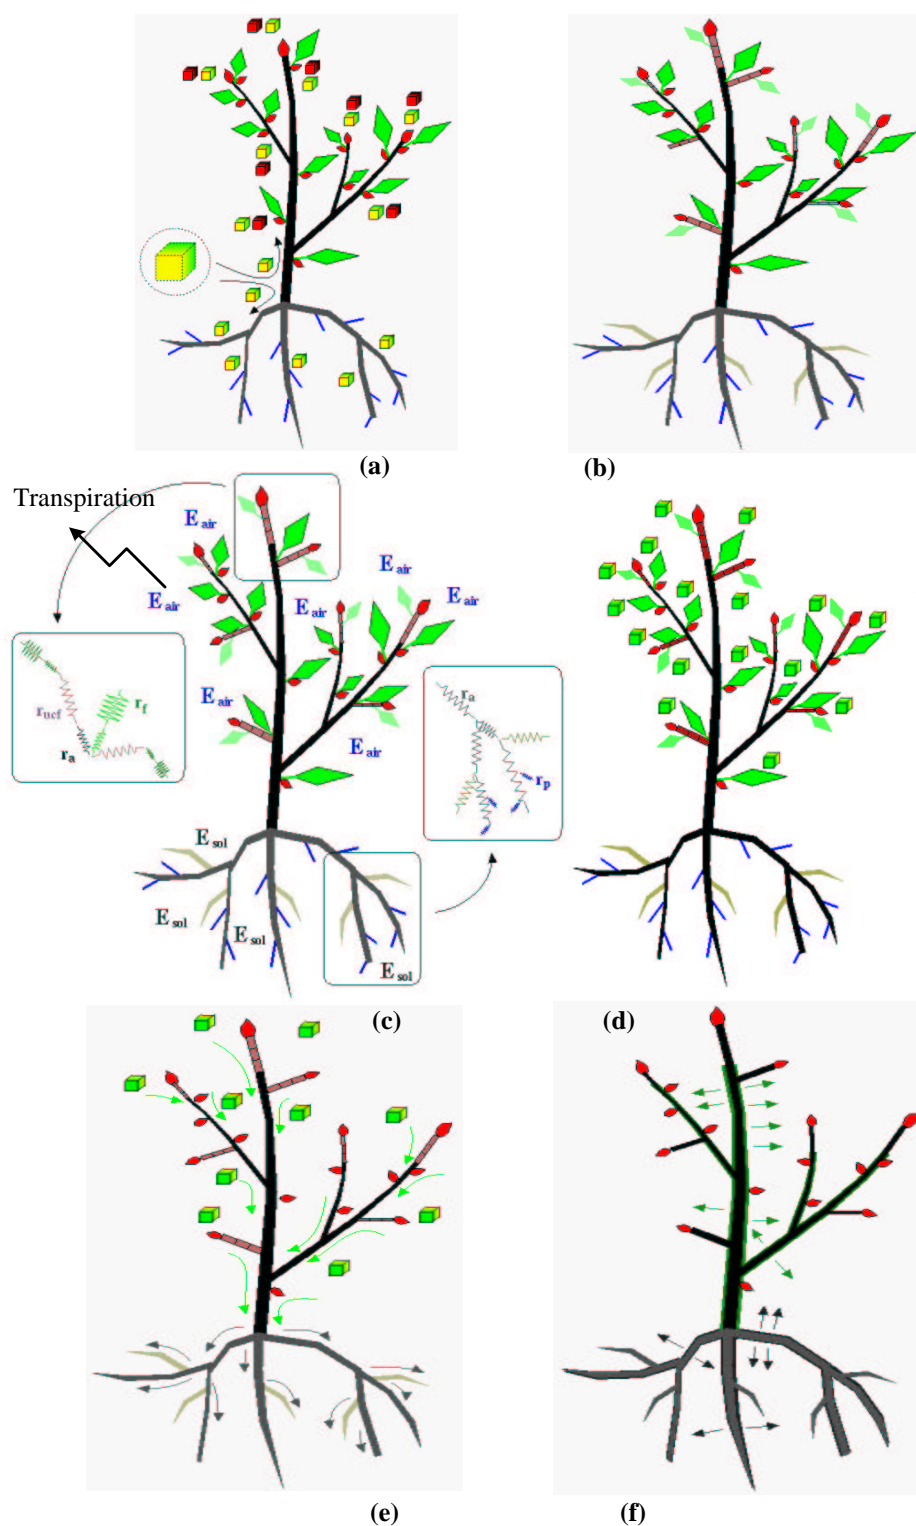 (a)
(b)
Transpiration
E air
E air
E air
E air
E air
E air
E air
r ucf
r f
r a
r a
r p
E sol
E sol
E sol
E sol
(c)
(d)
(e)
(f)